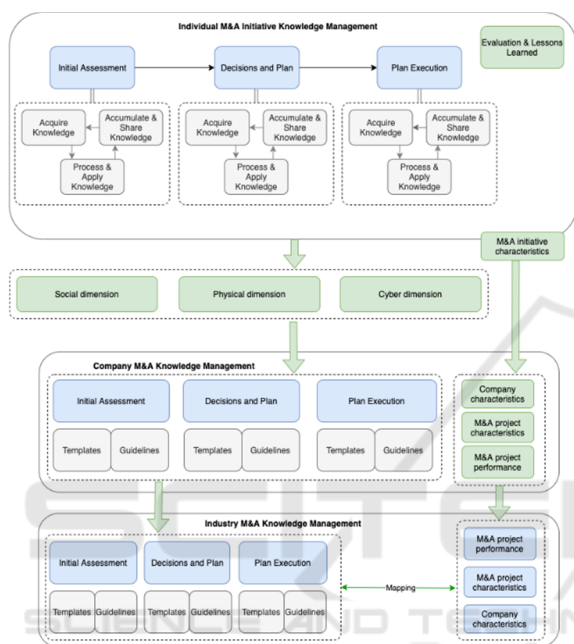 Individual M&A Initiative Knowledge Management
Evaluation & Lessons
Learned
Initial Assessment
Decisions and Plan
Plan Execution
Acquire
Knowledge
Accumulate &
Share
Knowledge
Process &
Apply
Knowledge
Acquire
Knowledge
Accumulate &
Share
Knowledge
Process &
Apply
Knowledge
Acquire
Knowledge
Accumulate &
Share
Knowledge
Process &
Apply
Knowledge
M&A initiative
characteristics
Social dimension
Physical dimension
Cyber dimension
Company M&A Knowledge Management
Initial Assessment
Decisions and Plan
Plan Execution
Templates
Guidelines
Templates
Guidelines
Templates
Guidelines
Company
characteristics
M&A project
characteristics
M&A project
performance
Industry M&A Knowledge Management
Initial Assessment
Decisions and Plan
Plan Execution
Templates
Guidelines
Templates
Guidelines
Templates
Guidelines
Mapping
M&A project
performance
M&A project
characteristics
Company
characteristics
SCITE
SCIENCE AND TECHN